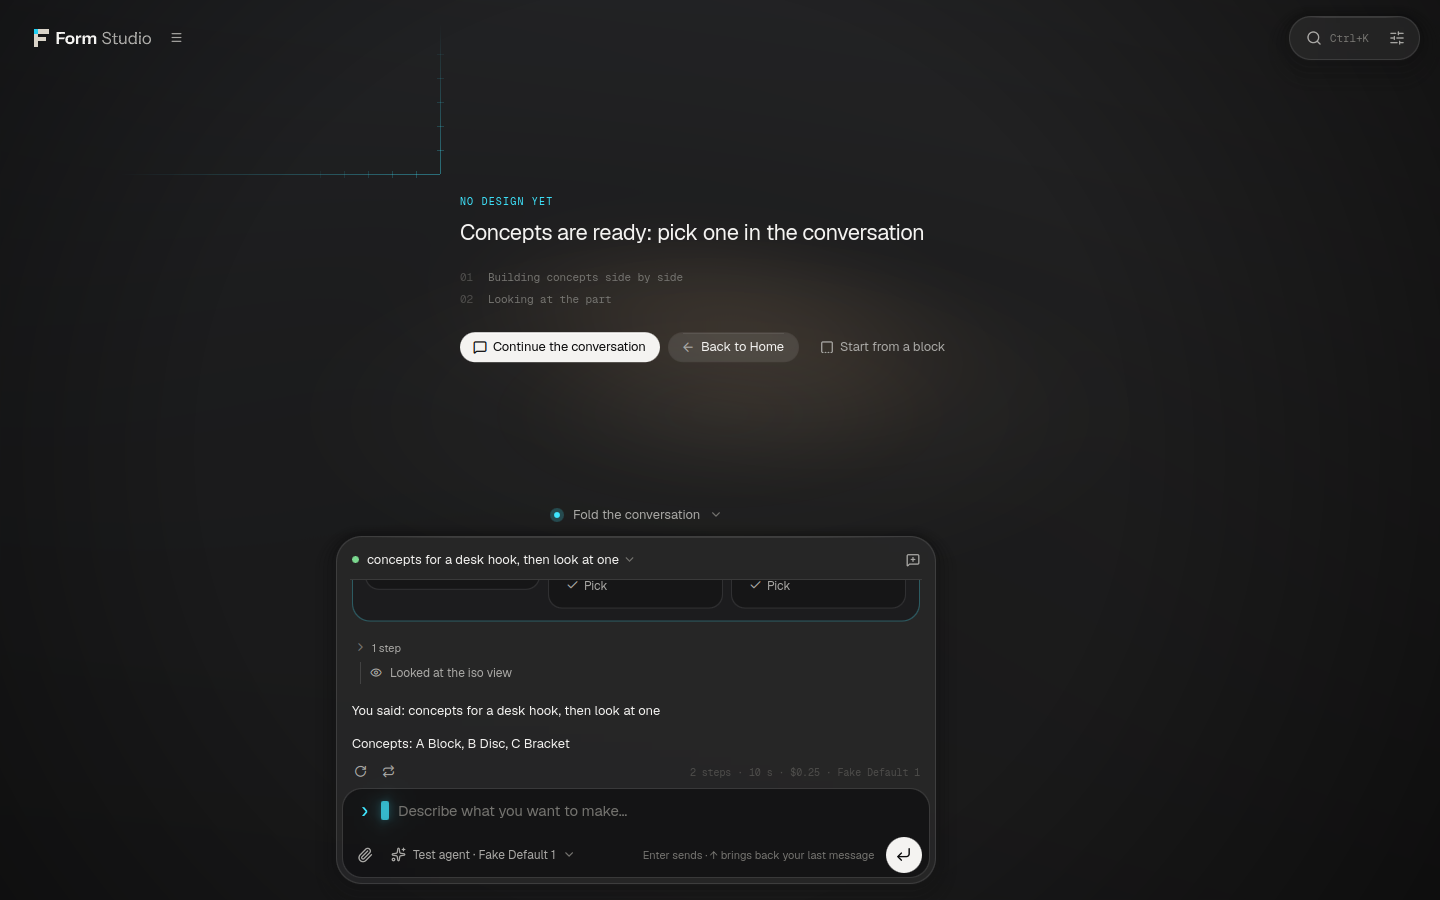 Form Studio
Ctrl+K
NO DESIGN YET
Concepts are ready: pick one in the conversation
01 Building concepts side by side
02 Looking at the part
Continue the conversation
Back to Home
Start from a block
Fold the conversation
concepts for a desk hook, then look at one
Pick
Pick
1 step
Looked at the iso view
You said: concepts for a desk hook, then look at one
Concepts: A Block, B Disc, C Bracket
2 steps · 10 s · $0.25 · Fake Default 1
Describe what you want to make...
Test agent · Fake Default 1
Enter sends · ↑ brings back your last message